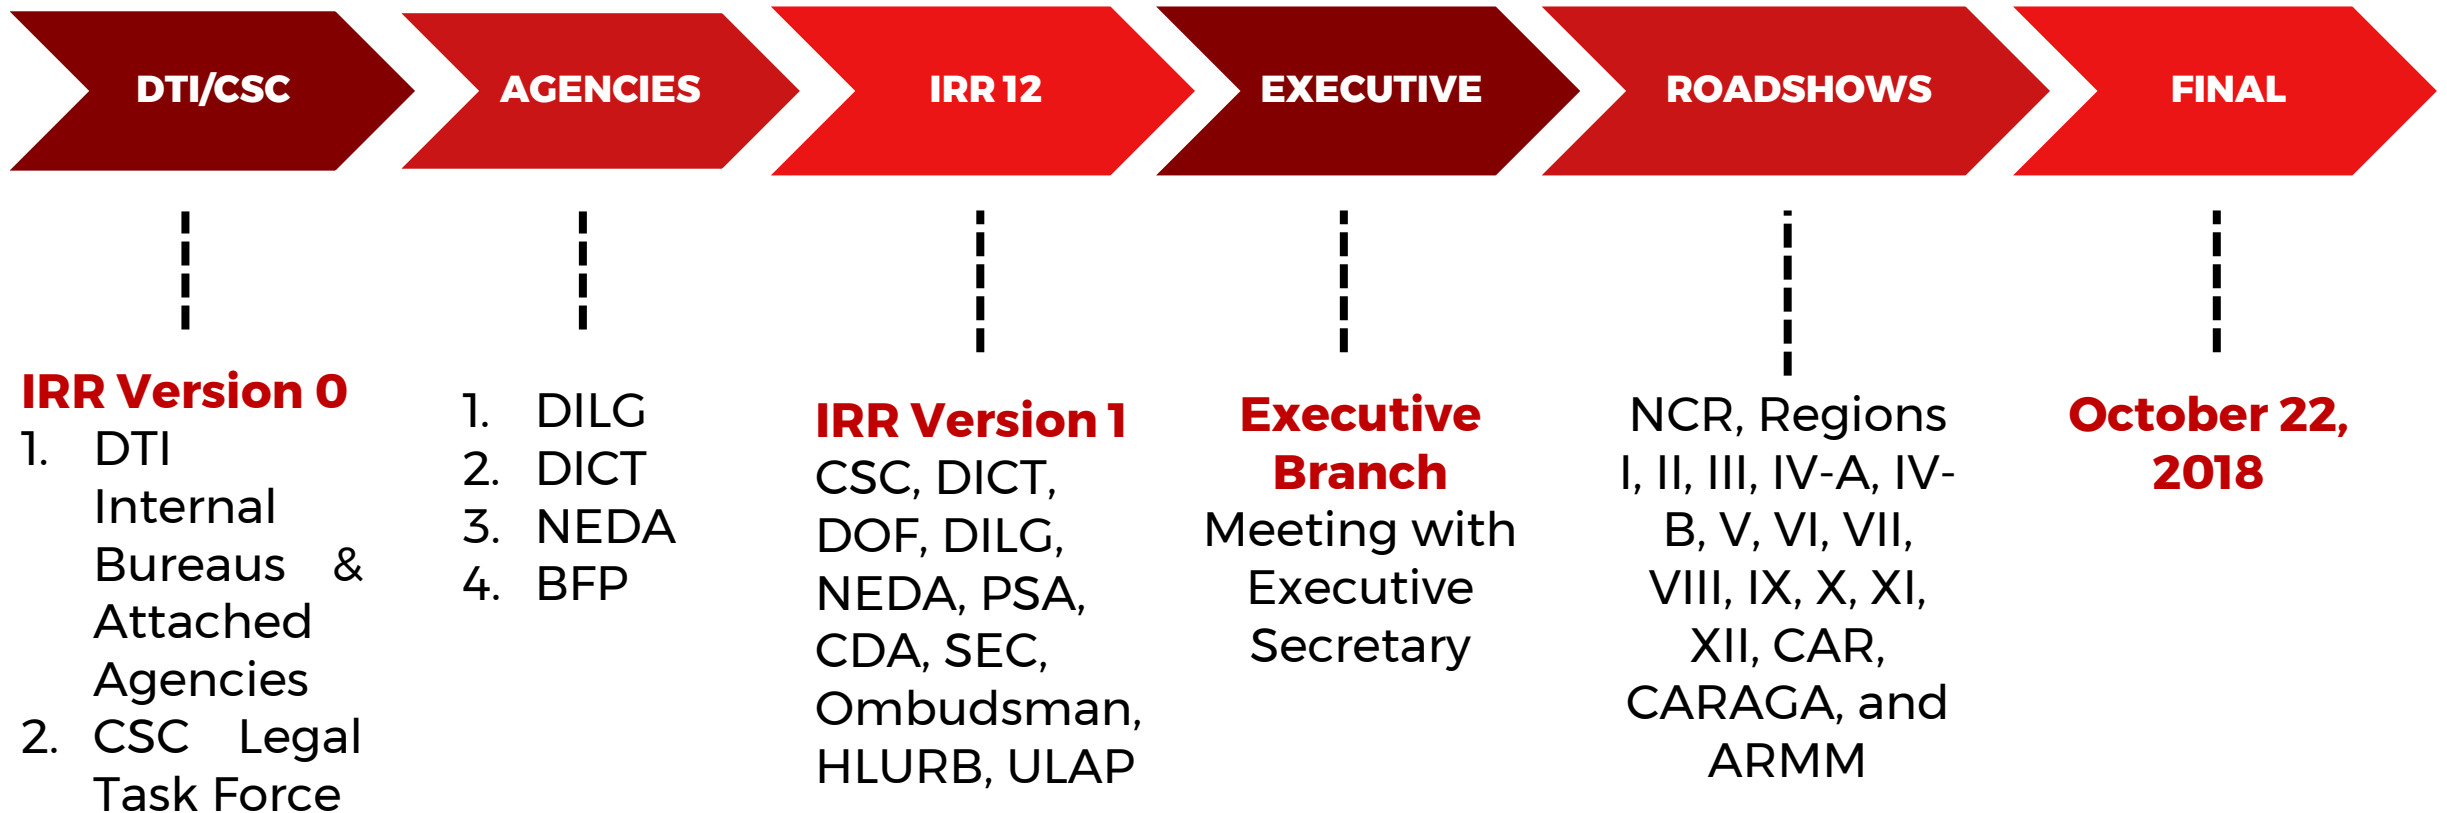 DTI/CSC
AGENCIES
IRR 12
EXECUTIVE
ROADSHOWS
FINAL
IRR Version 0
1. DTI
Internal
Bureaus &
Attached
Agencies
2. CSC Legal
Task Force
1. DILG
2. DICT
3. NEDA
4. BFP
IRR Version 1
CSC, DICT,
DOF, DILG,
NEDA, PSA,
CDA, SEC,
Ombudsman,
HLURB, ULAP
Executive
Branch
Meeting with
Executive
Secretary
NCR, Regions
I, II, III, IV-A, IV-
B, V, VI, VII,
VIII, IX, X, XI,
XII, CAR,
CARAGA, and
ARMM
October 22,
2018